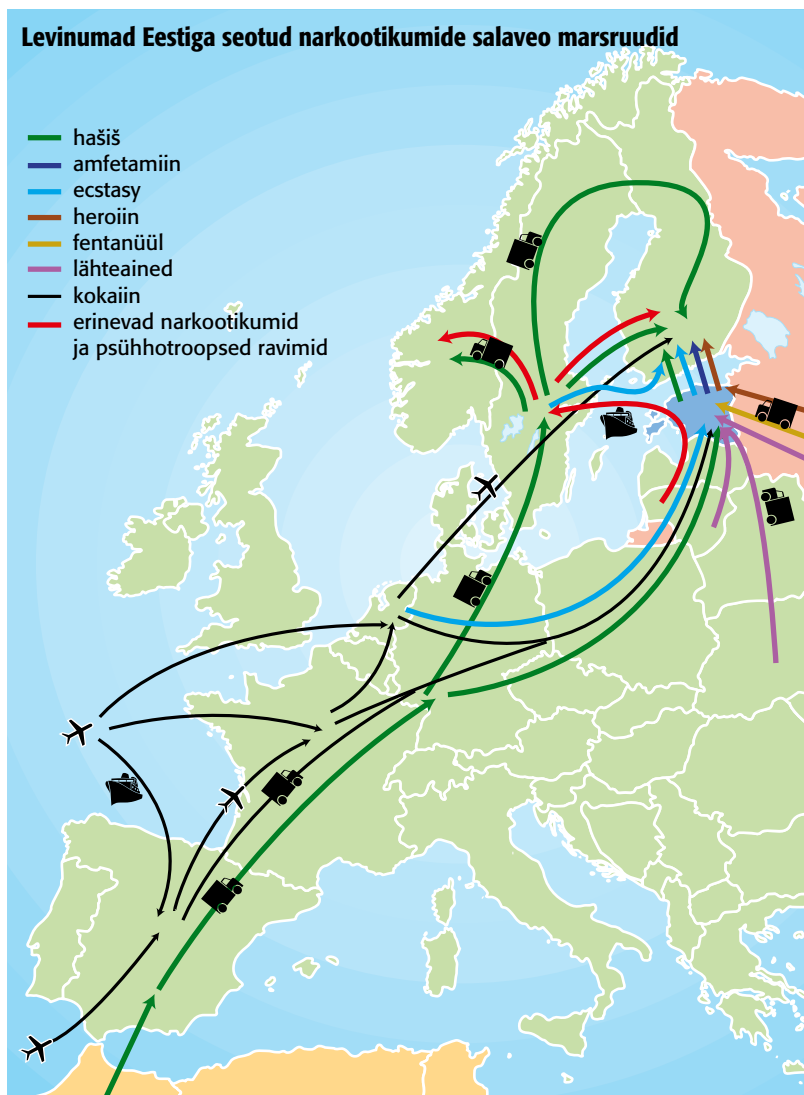 Levinumad Eestiga seotud narkootikumide salaveo marsruudid
hašiš
amfetamiin
ecstasy
heroiin
fentanüül
lähteained
kokaiin
erinevad narkootikumid
ja psühhotroopsed ravimid